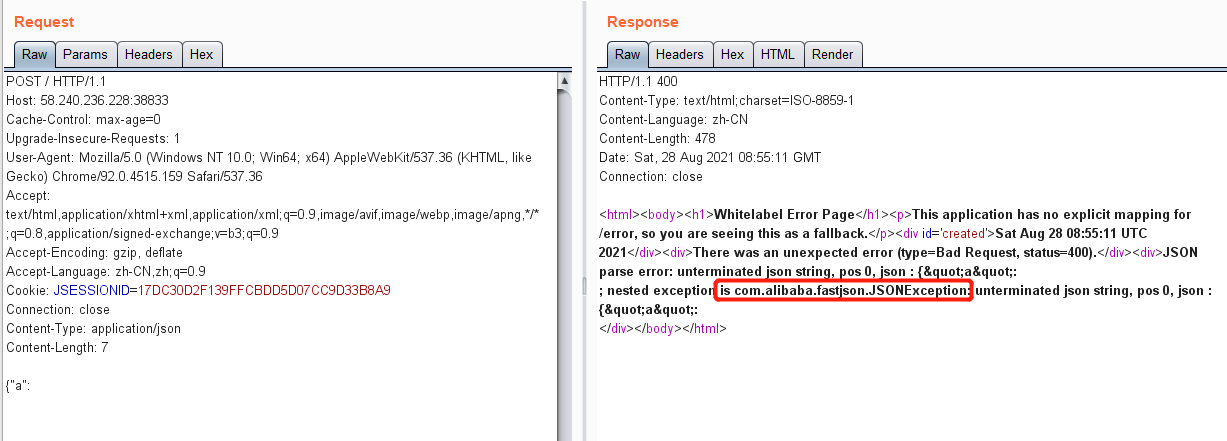 Request
Raw Params Headers Hex
POST / HTTP/1.1
Host: 58.240.236.228:38833
Cache-Control: max-age=0
Upgrade-Insecure-Requests: 1
User-Agent: Mozilla/5.0 (Windows NT 10.0; Win64; x64) AppleWebKit/537.36 (KHTML, like
Gecko) Chrome/92.0.4515.159 Safari/537.36
Accept:
text/html,application/xhtml+xml,application/xml;q=0.9,image/avif,image/webp,image/apng,*/*
;q=0.8,application/signed-exchange;v=b3;q=0.9
Accept-Encoding: gzip, deflate
Accept-Language: zh-CN,zh;q=0.9
Cookie: JSESSIONID=17DC30D2F139FFCBDD5D07CC9D33B8A9
Connection: close
Content-Type: application/json
Content-Length: 7
{"a":
Response
Raw Headers Hex HTML Render
HTTP/1.1 400
Content-Type: text/html;charset=ISO-8859-1
Content-Language: zh-CN
Content-Length: 478
Date: Sat, 28 Aug 2021 08:55:11 GMT
Connection: close
<html><body><h1>Whitelabel Error Page</h1><p>This application has no explicit mapping for
/error, so you are seeing this as a fallback.</p><div id='created'>Sat Aug 28 08:55:11 UTC
2021</div><div>There was an unexpected error (type=Bad Request, status=400).</div><div>JSON
parse error: unterminated json string, pos 0, json : {&quot;a&quot;:
; nested exception is com.alibaba.fastjson.JSONException: unterminated json string, pos 0, json :
{&quot;a&quot;:
</div></body></html>